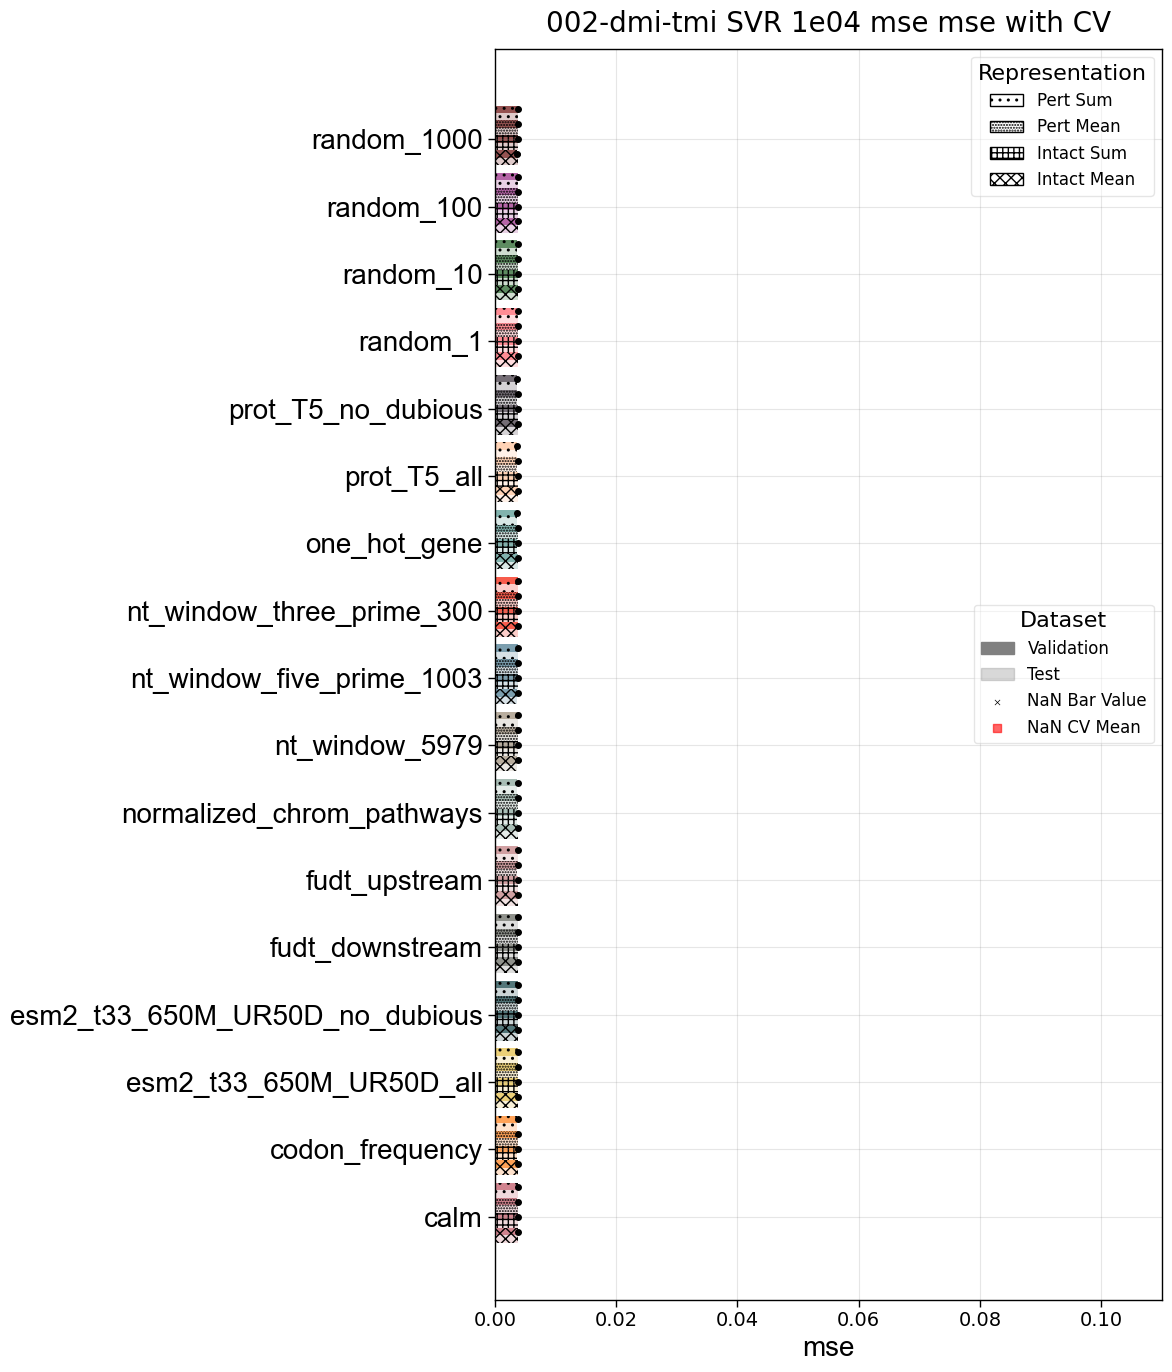 002-dmi-tmi SVR 1e04 mse mse with CV
Representation
Pert Sum
Pert Mean
Intact Sum
Intact Mean
random_1000
random_100
random_10
random_1
prot_T5_no_dubious
prot_T5_all
one_hot_gene
nt_window_three_prime_300
nt_window_five_prime_1003
nt_window_5979
normalized_chrom_pathways
fudt_upstream
fudt_downstream
esm2_t33_650M_UR50D_no_dubious
esm2_t33_650M_UR50D_all
codon_frequency
calm
Dataset
Validation
Test
NaN Bar Value
NaN CV Mean
0.00 0.02 0.04 0.06 0.08 0.10
mse